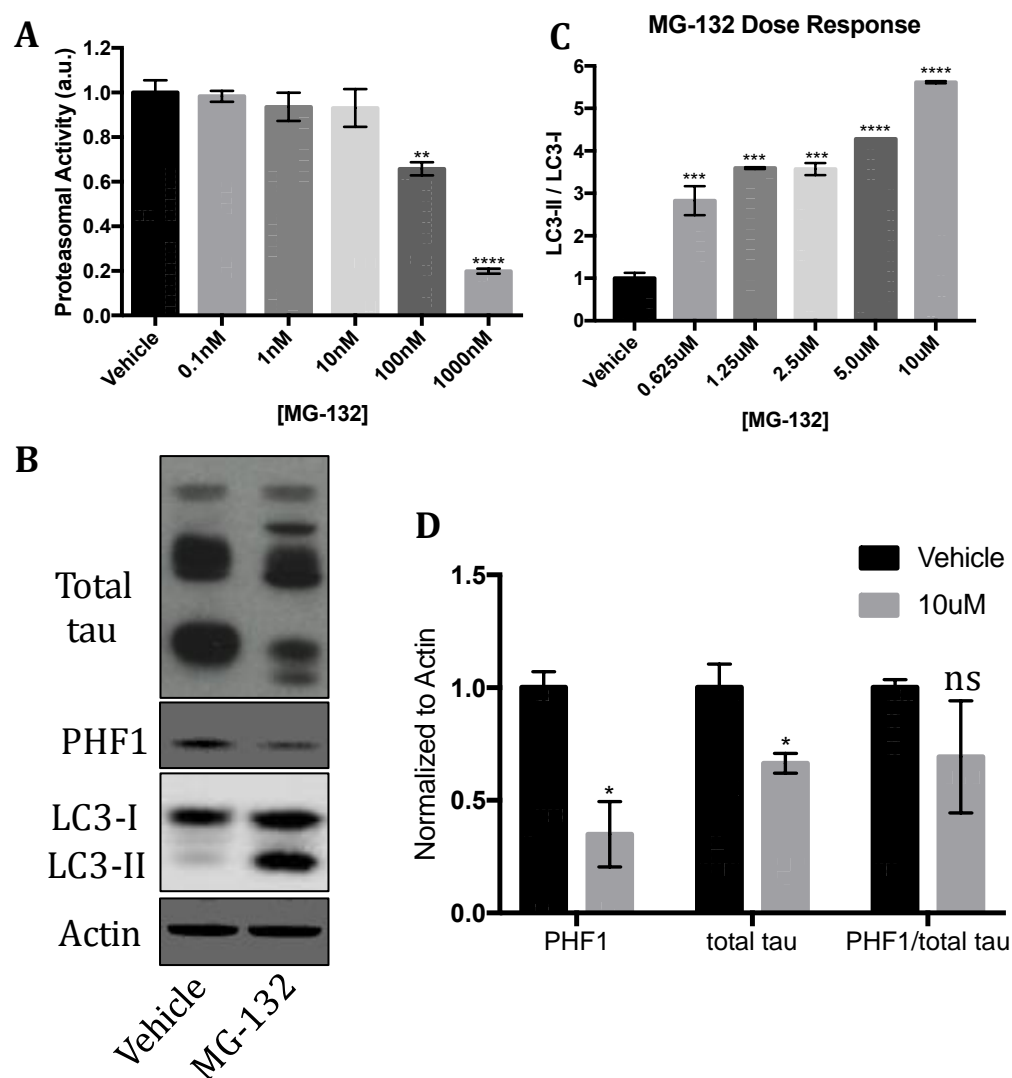 A
Proteasomal Activity (a.u.)
1.2
1.0
0.8
0.6
0.4
0.2
0.0
**
****
Vehicle
0.1nM
1nM
10nM
100nM
1000nM
[MG-132]
C
MG-132 Dose Response
LC3-II / LC3-I
6
5
4
3
2
1
0
***
***
***
****
****
Vehicle
0.625uM
1.25uM
2.5uM
5.0uM
10uM
[MG-132]
B
Total
tau
PHF1
LC3-I
LC3-II
Actin
Vehicle
MG-132
D
Vehicle
10uM
Normalized to Actin
1.5
1.0
0.5
0.0
*
*
ns
PHF1
total tau
PHF1/total tau